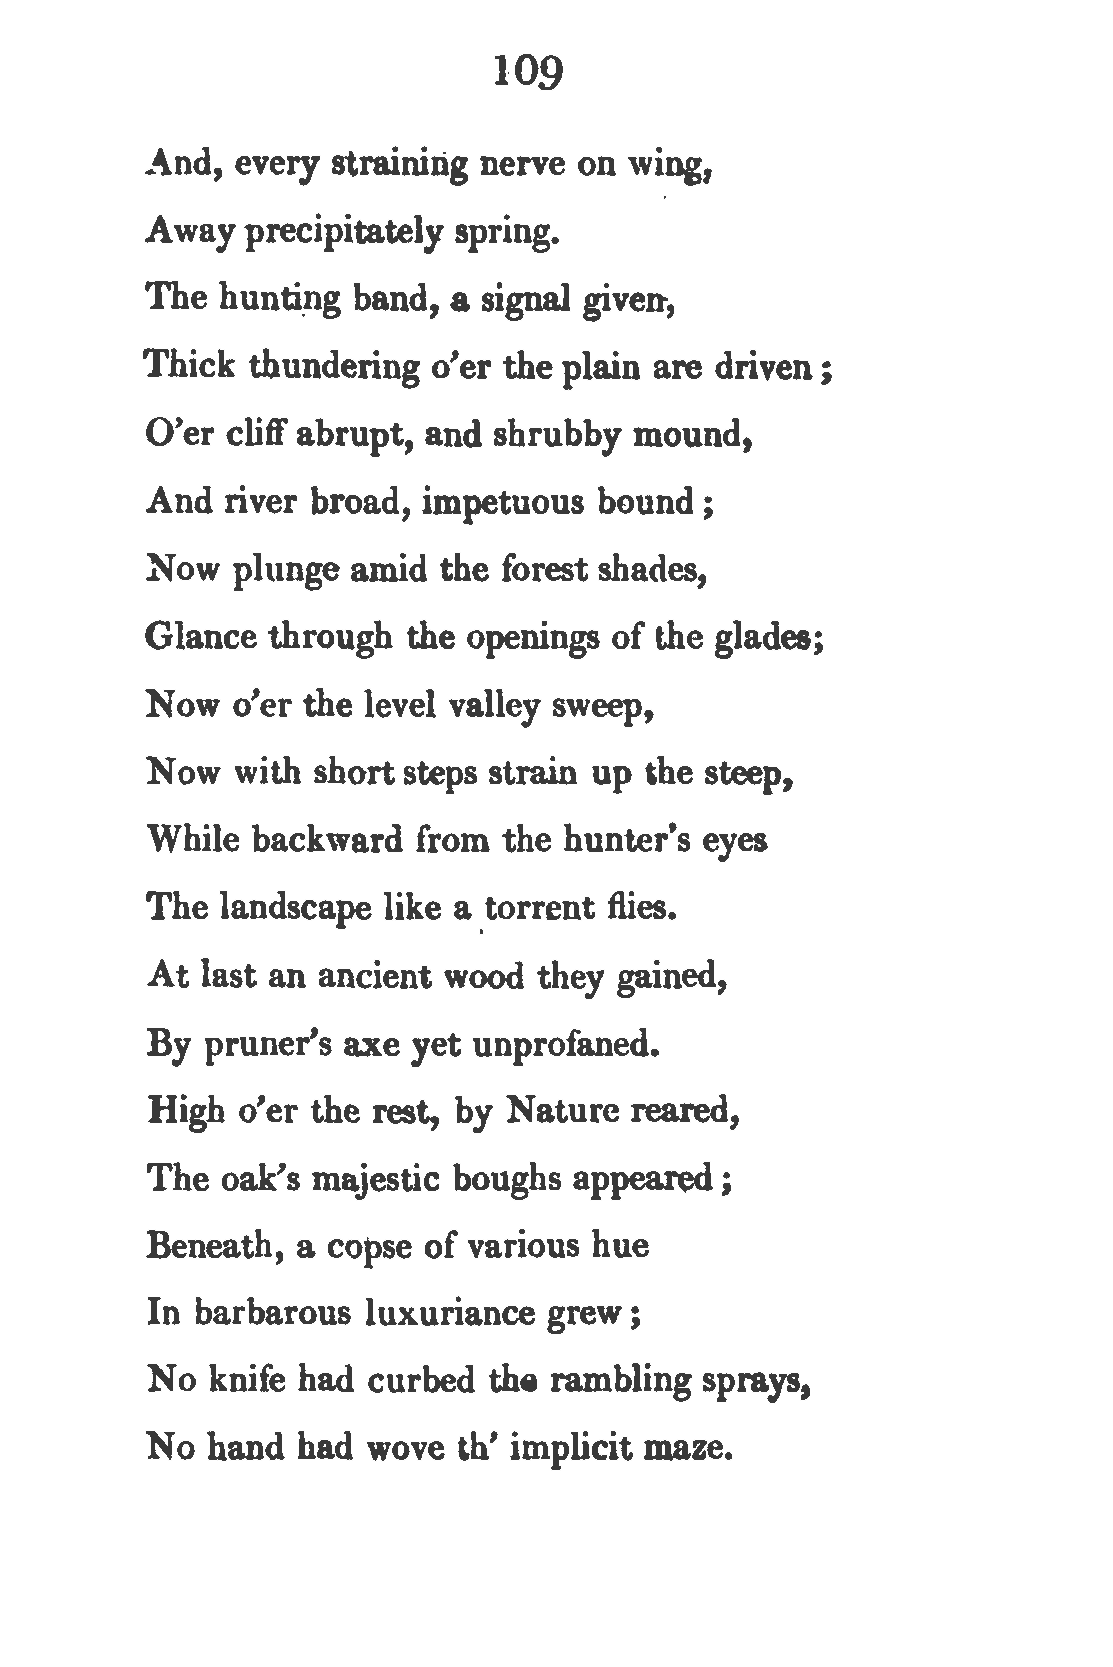 109
And, every straining nerve on wing,
Away precipitately spring.
The hunting band, a signal given,
Thick thundering o'er the plain are driven;
O'er cliff abrupt, and shrubby mound,
And river broad, impetuous bound;
Now plunge amid the forest shades,
Glance through the openings of the glades;
Now o'er the level valley sweep,
Now with short steps strain up the steep,
While backward from the hunter's eyes
The landscape like a torrent flies.
At last an ancient wood they gained,
By pruner's axe yet unprofaned.
High o'er the rest, by Nature reared,
The oak's majestic boughs appeared;
Beneath, a copse of various hue
In barbarous luxuriance grew;
No knife had curbed the rambling sprays,
No hand had wove th' implicit maze.